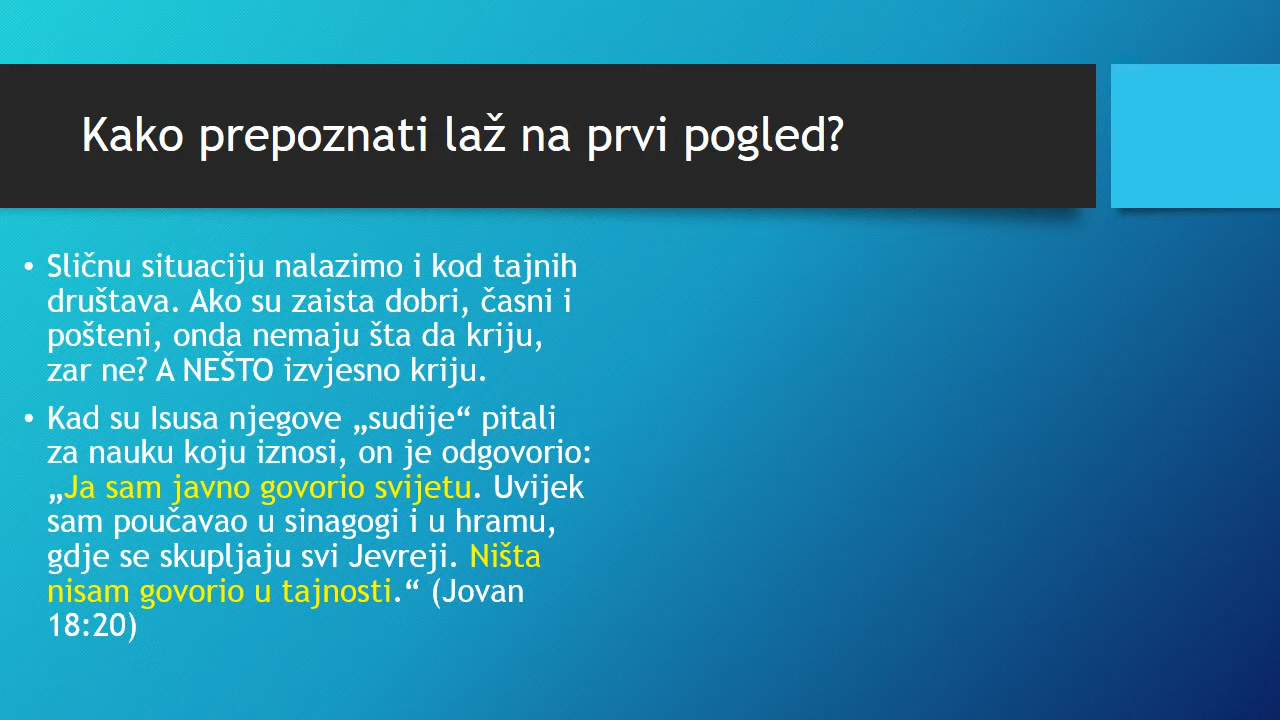 Kako prepoznati laž na prvi pogled?
• Sličnu situaciju nalazimo i kod tajnih
društava. Ako su zaista dobri, časni i
pošteni, onda nemaju šta da kriju,
zar ne? A NEŠTO izvjesno kriju.
• Kad su Isusa njegove „sudije“ pitali
za nauku koju iznosi, on je odgovorio:
„Ja sam javno govorio svijetu. Uvijek
sam poučavao u sinagogi i u hramu,
gdje se skupljaju svi Jevreji. Ništa
nisam govorio u tajnosti.“ (Jovan
18:20)